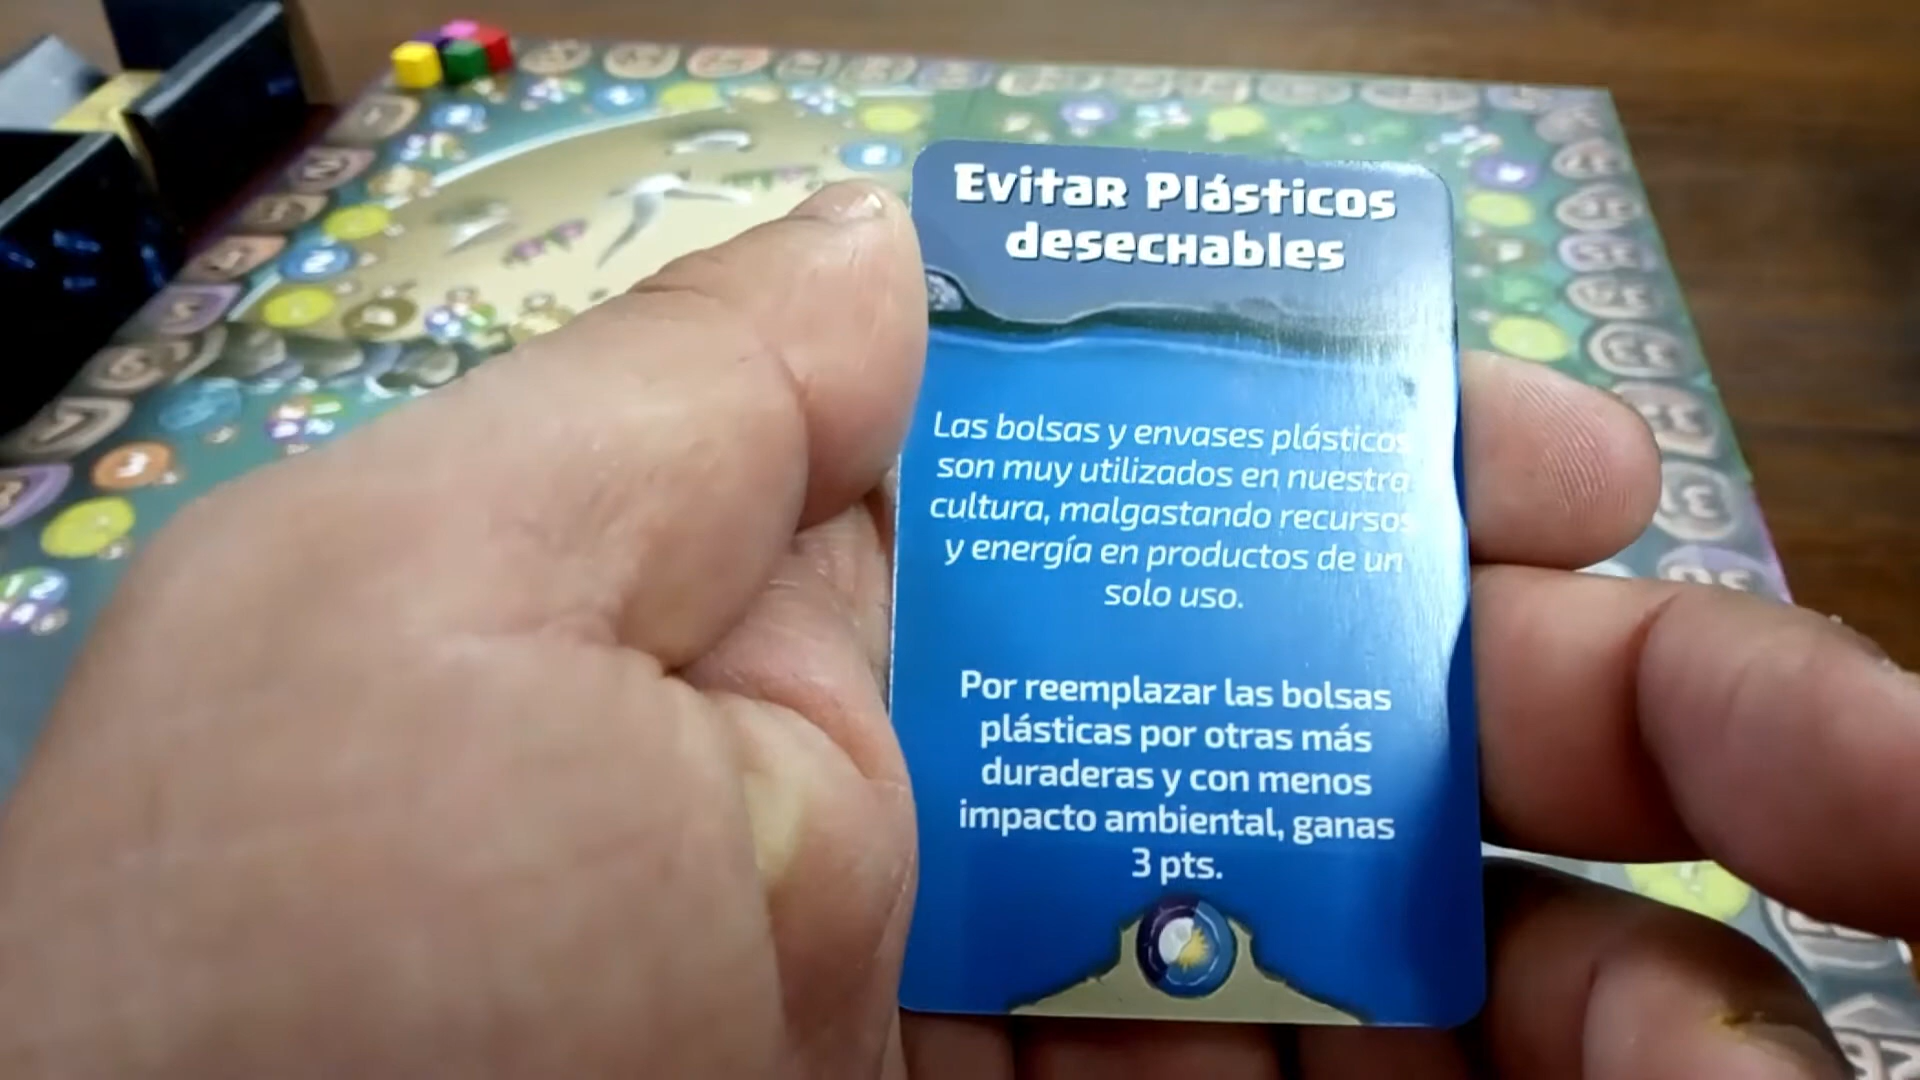 Evitar Plásticos
desechables
Las bolsas y envases plásticos
son muy utilizados en nuestra
cultura, malgastando recursos
y energía en productos de un
solo uso.
Por reemplazar las bolsas
plásticas por otras más
duraderas y con menos
impacto ambiental, ganas
3 pts.